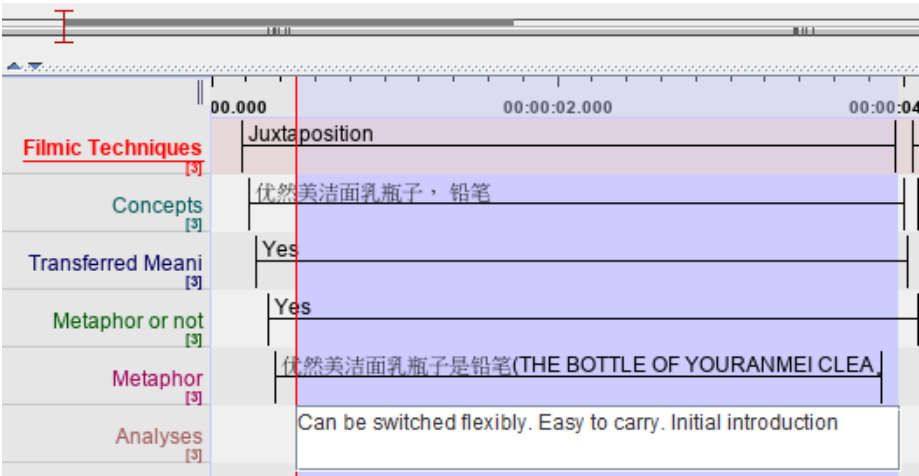 00.000
00:00:02.000
00:00:04
Filmic Techniques
[3]
Juxtaposition
Concepts
[3]
优然美洁面乳瓶子， 铅笔
Transferred Meani
[3]
Yes
Metaphor or not
[3]
Yes
Metaphor
[3]
优然美洁面乳瓶子是铅笔(THE BOTTLE OF YOURANMEI CLEA
Analyses
[3]
Can be switched flexibly. Easy to carry. Initial introduction